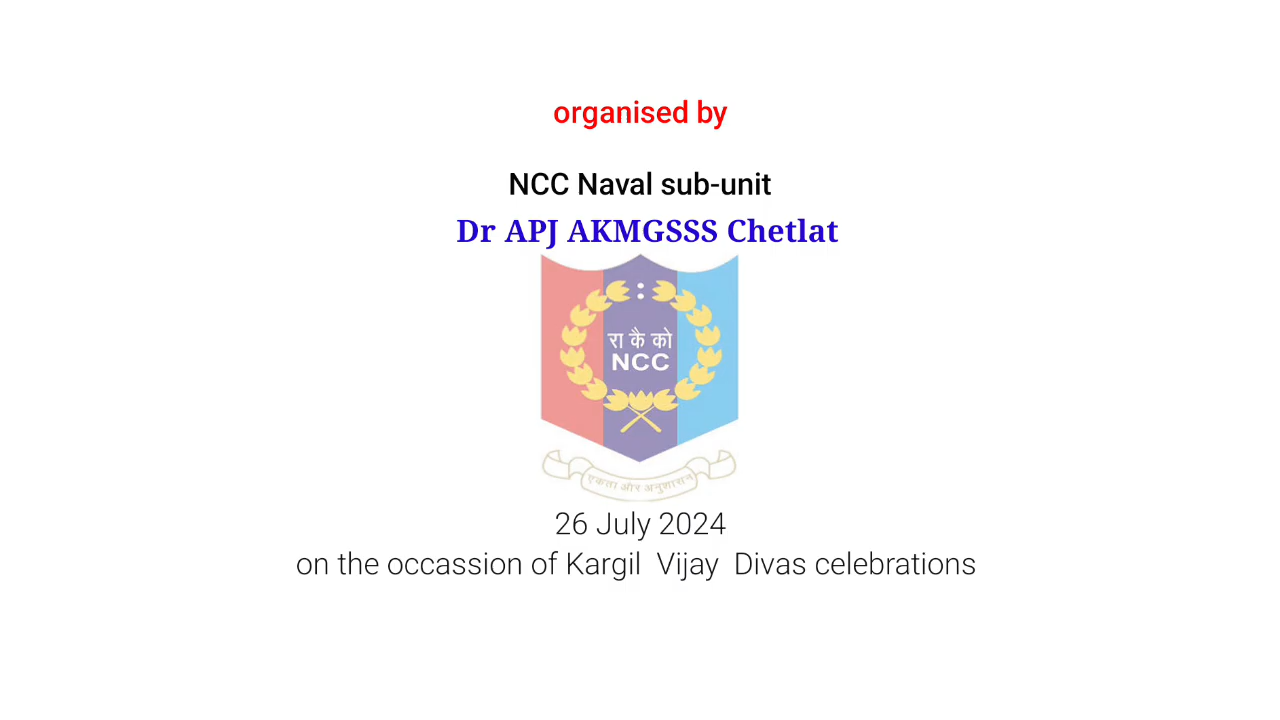 organised by
NCC Naval sub-unit
Dr APJ AKMGSSS Chetlat
रा कै को
NCC
एकता और अनुशासन
26 July 2024
on the occassion of Kargil  Vijay  Divas celebrations